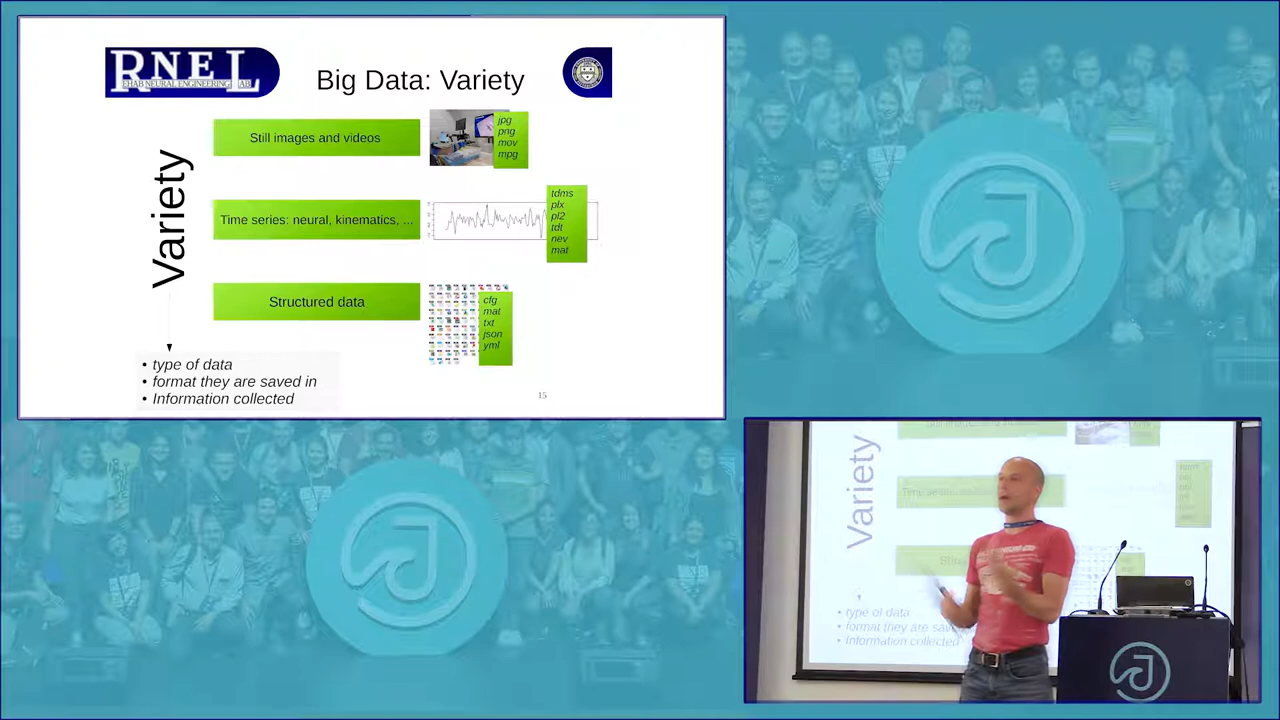 RNEL
REHAB NEURAL ENGINEERING LAB
Big Data: Variety
Variety
Still images and videos
jpg
png
mov
mpg
Time series: neural, kinematics, ...
tdms
plx
pl2
tdt
nev
mat
Structured data
cfg
mat
txt
json
yml
• type of data
• format they are saved in
• Information collected
15
Variety
• type of data
• format they are
• Information collected